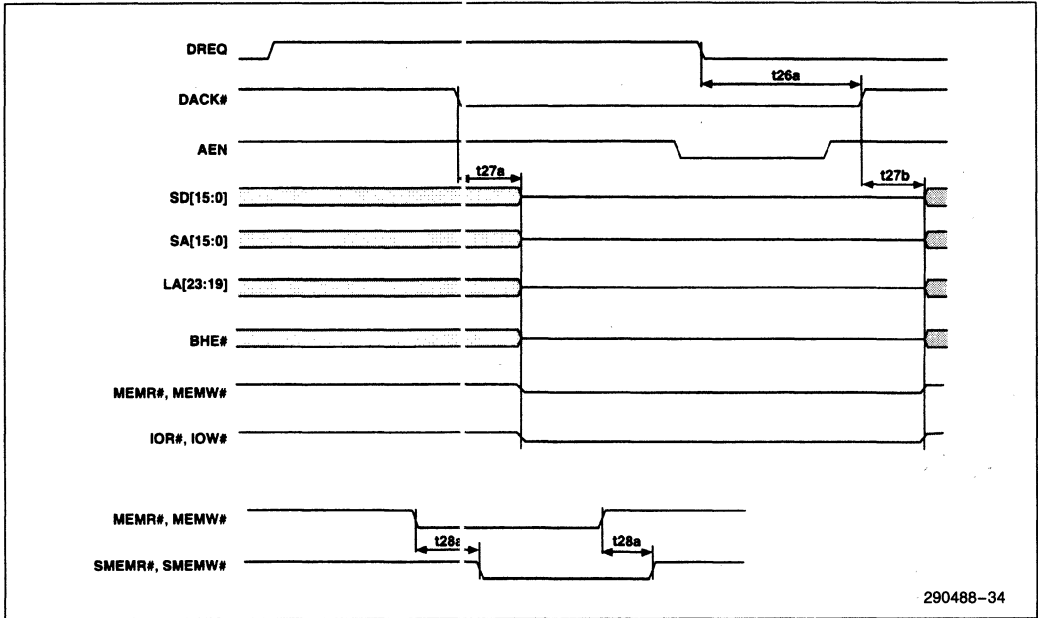 DREQ
t26a
DACK#
AEN
t27a
t27b
SD[15:0]
SA[15:0]
LA[23:19]
BHE#
MEMR#, MEMW#
IOR#, IOW#
MEMR#, MEMW#
t28a
t28a
SMEMR#, SMEMW#
290488-34